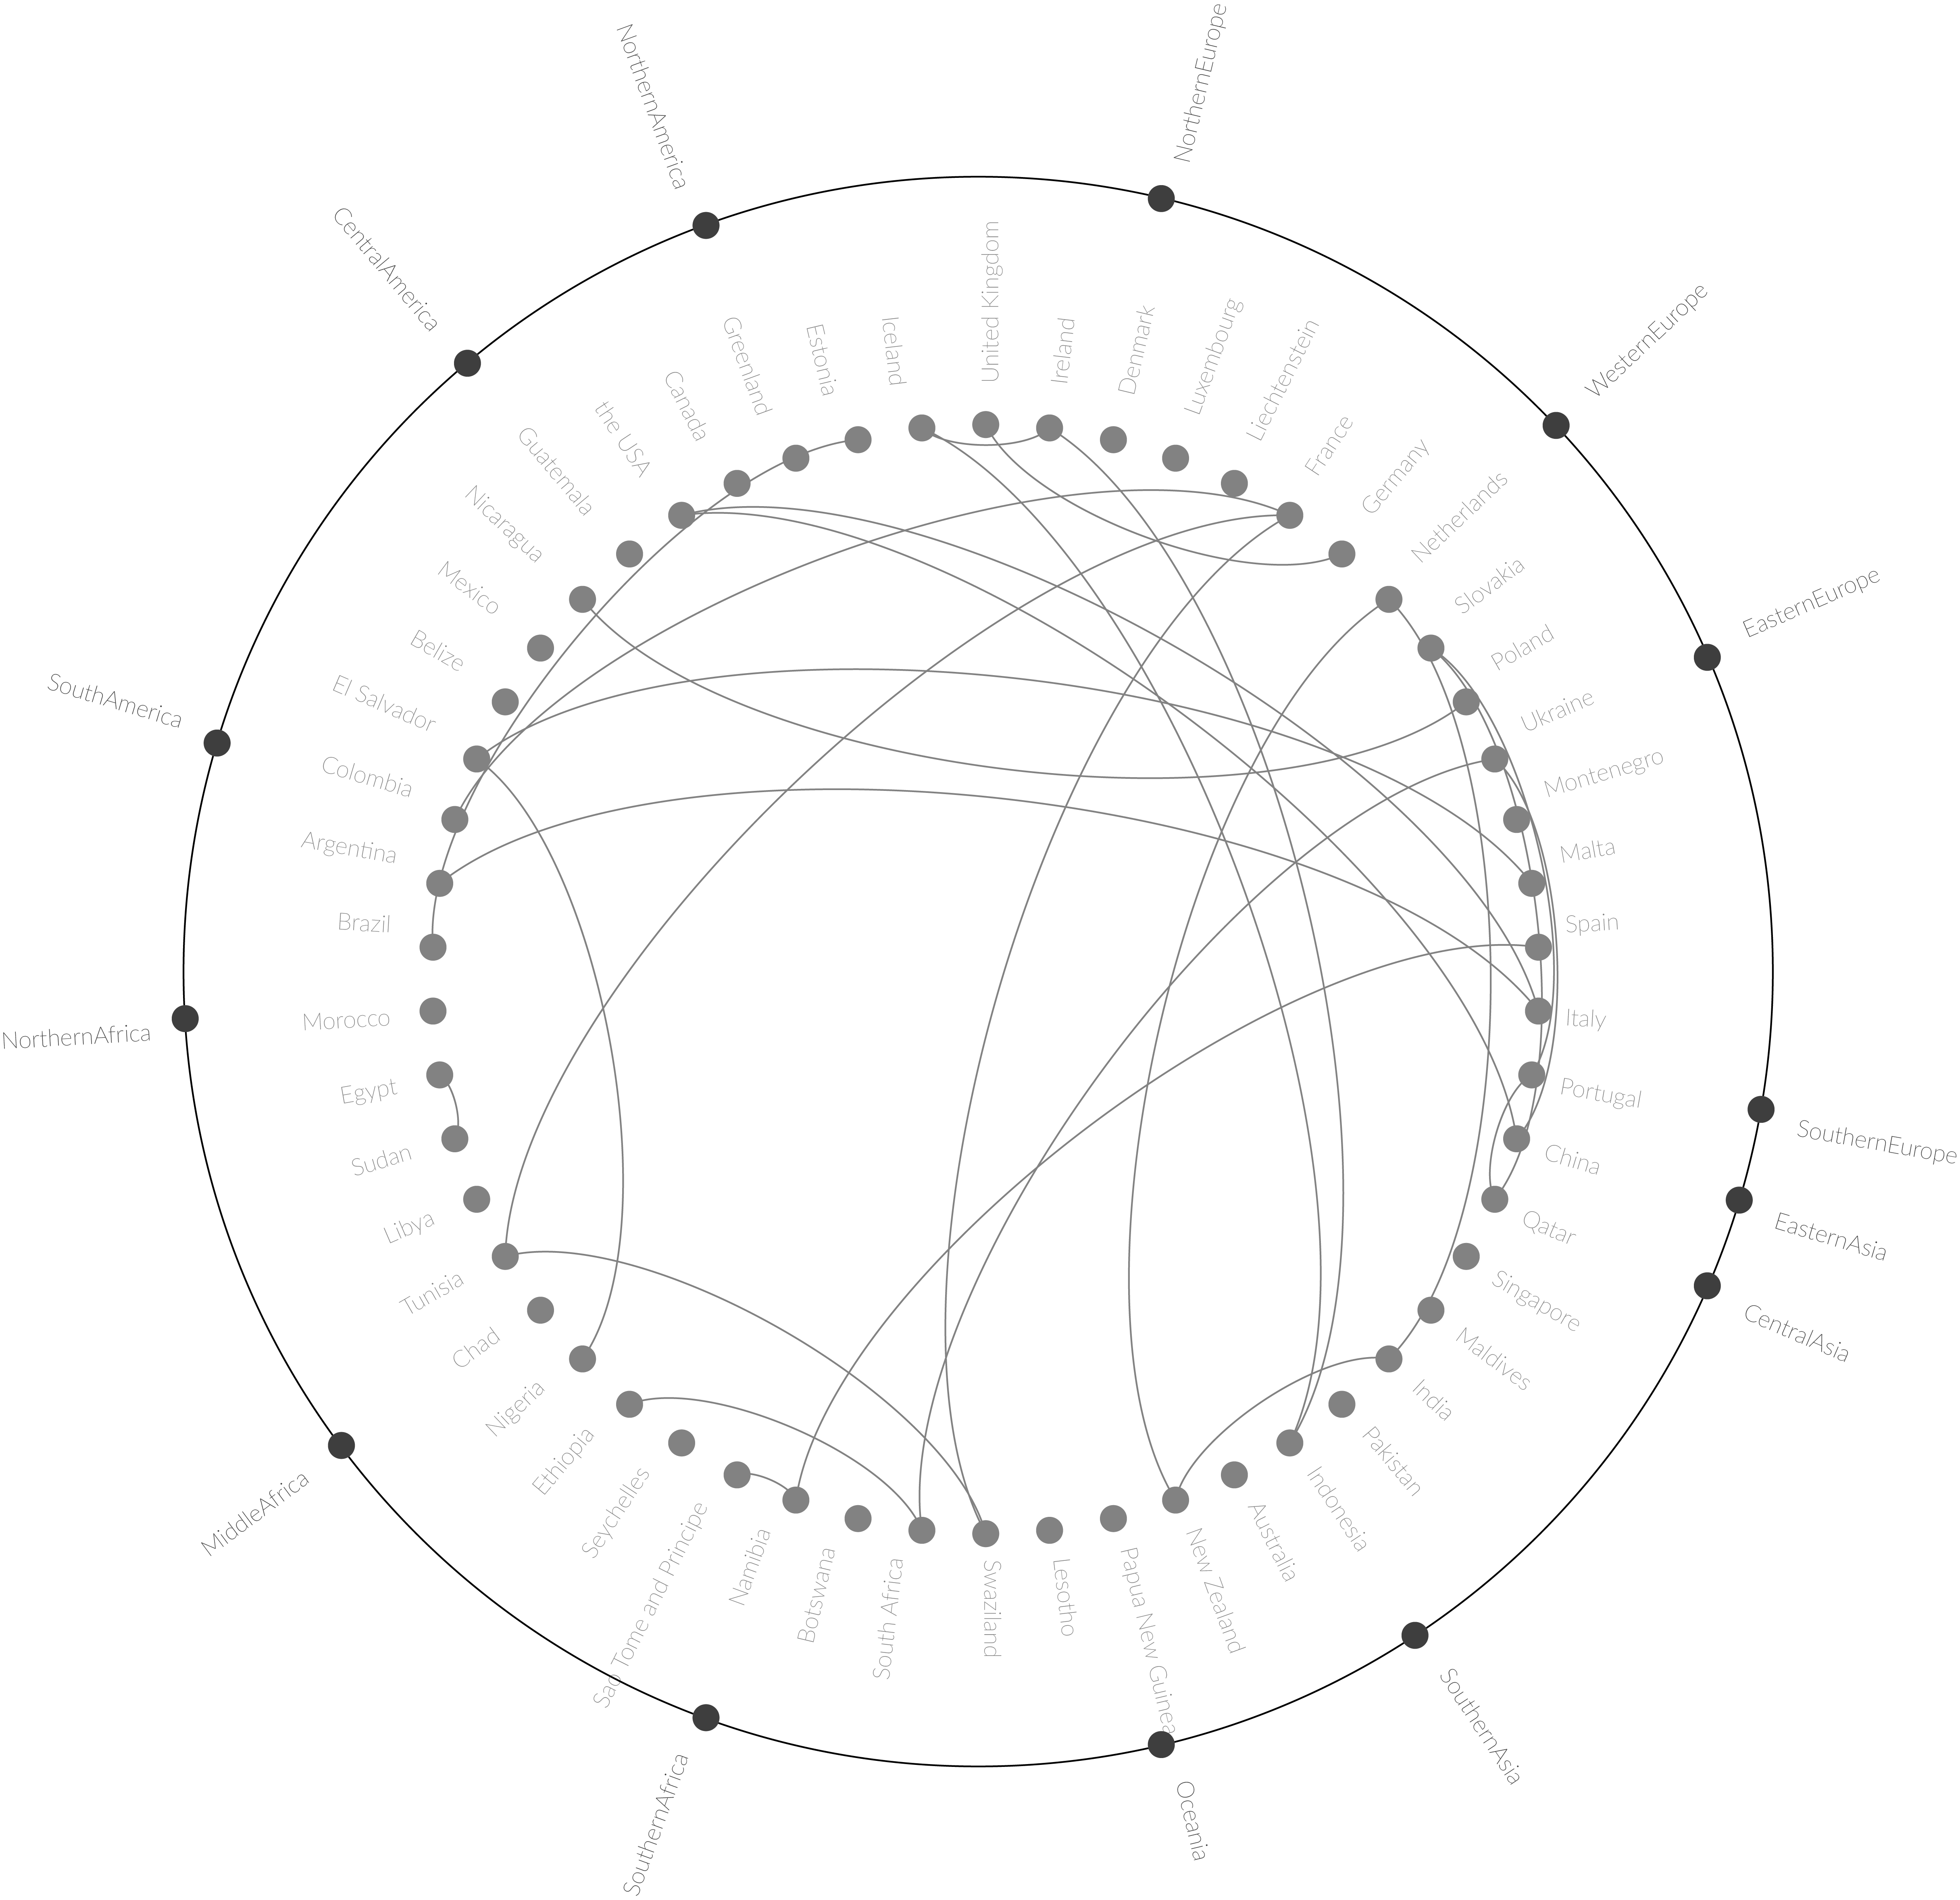 NorthernEurope
NorthernAmerica
CentralAmerica
WesternEurope
EasternEurope
SouthAmerica
NorthernAfrica
SouthernEurope
EasternAsia
CentralAsia
MiddleAfrica
SouthernAfrica
Oceania
SouthernAsia
United Kingdom
Ireland
Denmark
Luxembourg
Liechtenstein
France
Germany
Netherlands
Slovakia
Poland
Ukraine
Montenegro
Malta
Spain
Italy
Portugal
China
Qatar
Singapore
Maldives
India
Pakistan
Indonesia
Australia
New Zealand
Papua New Guinea
Lesotho
Swaziland
South Africa
Botswana
Namibia
Sao Tome and Principe
Seychelles
Ethiopia
Nigeria
Chad
Tunisia
Libya
Sudan
Egypt
Morocco
Brazil
Argentina
Colombia
El Salvador
Belize
Mexico
Nicaragua
Guatemala
the USA
Canada
Greenland
Estonia
Iceland